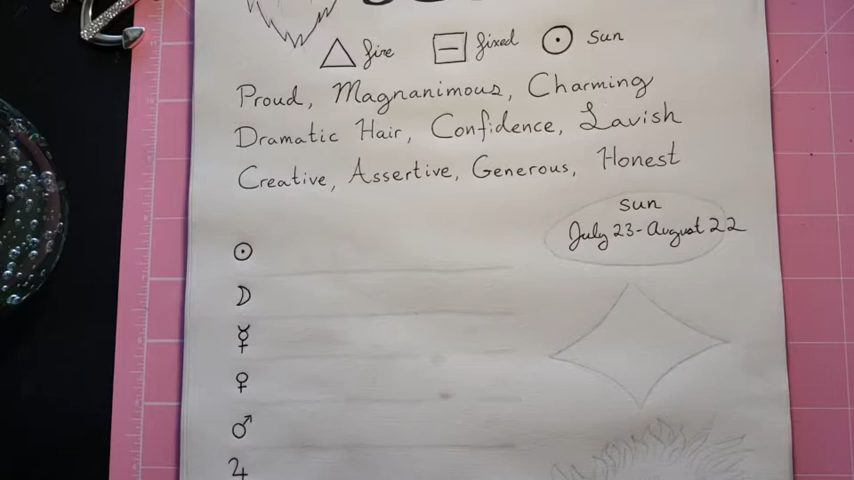 △ fire ⊟ fixed ☉ sun
Proud, Magnanimous, Charming
Dramatic Hair, Confidence, Lavish
Creative, Assertive, Generous, Honest
sun
July 23-August 22
☉
☽
☿
♀
♂
♃